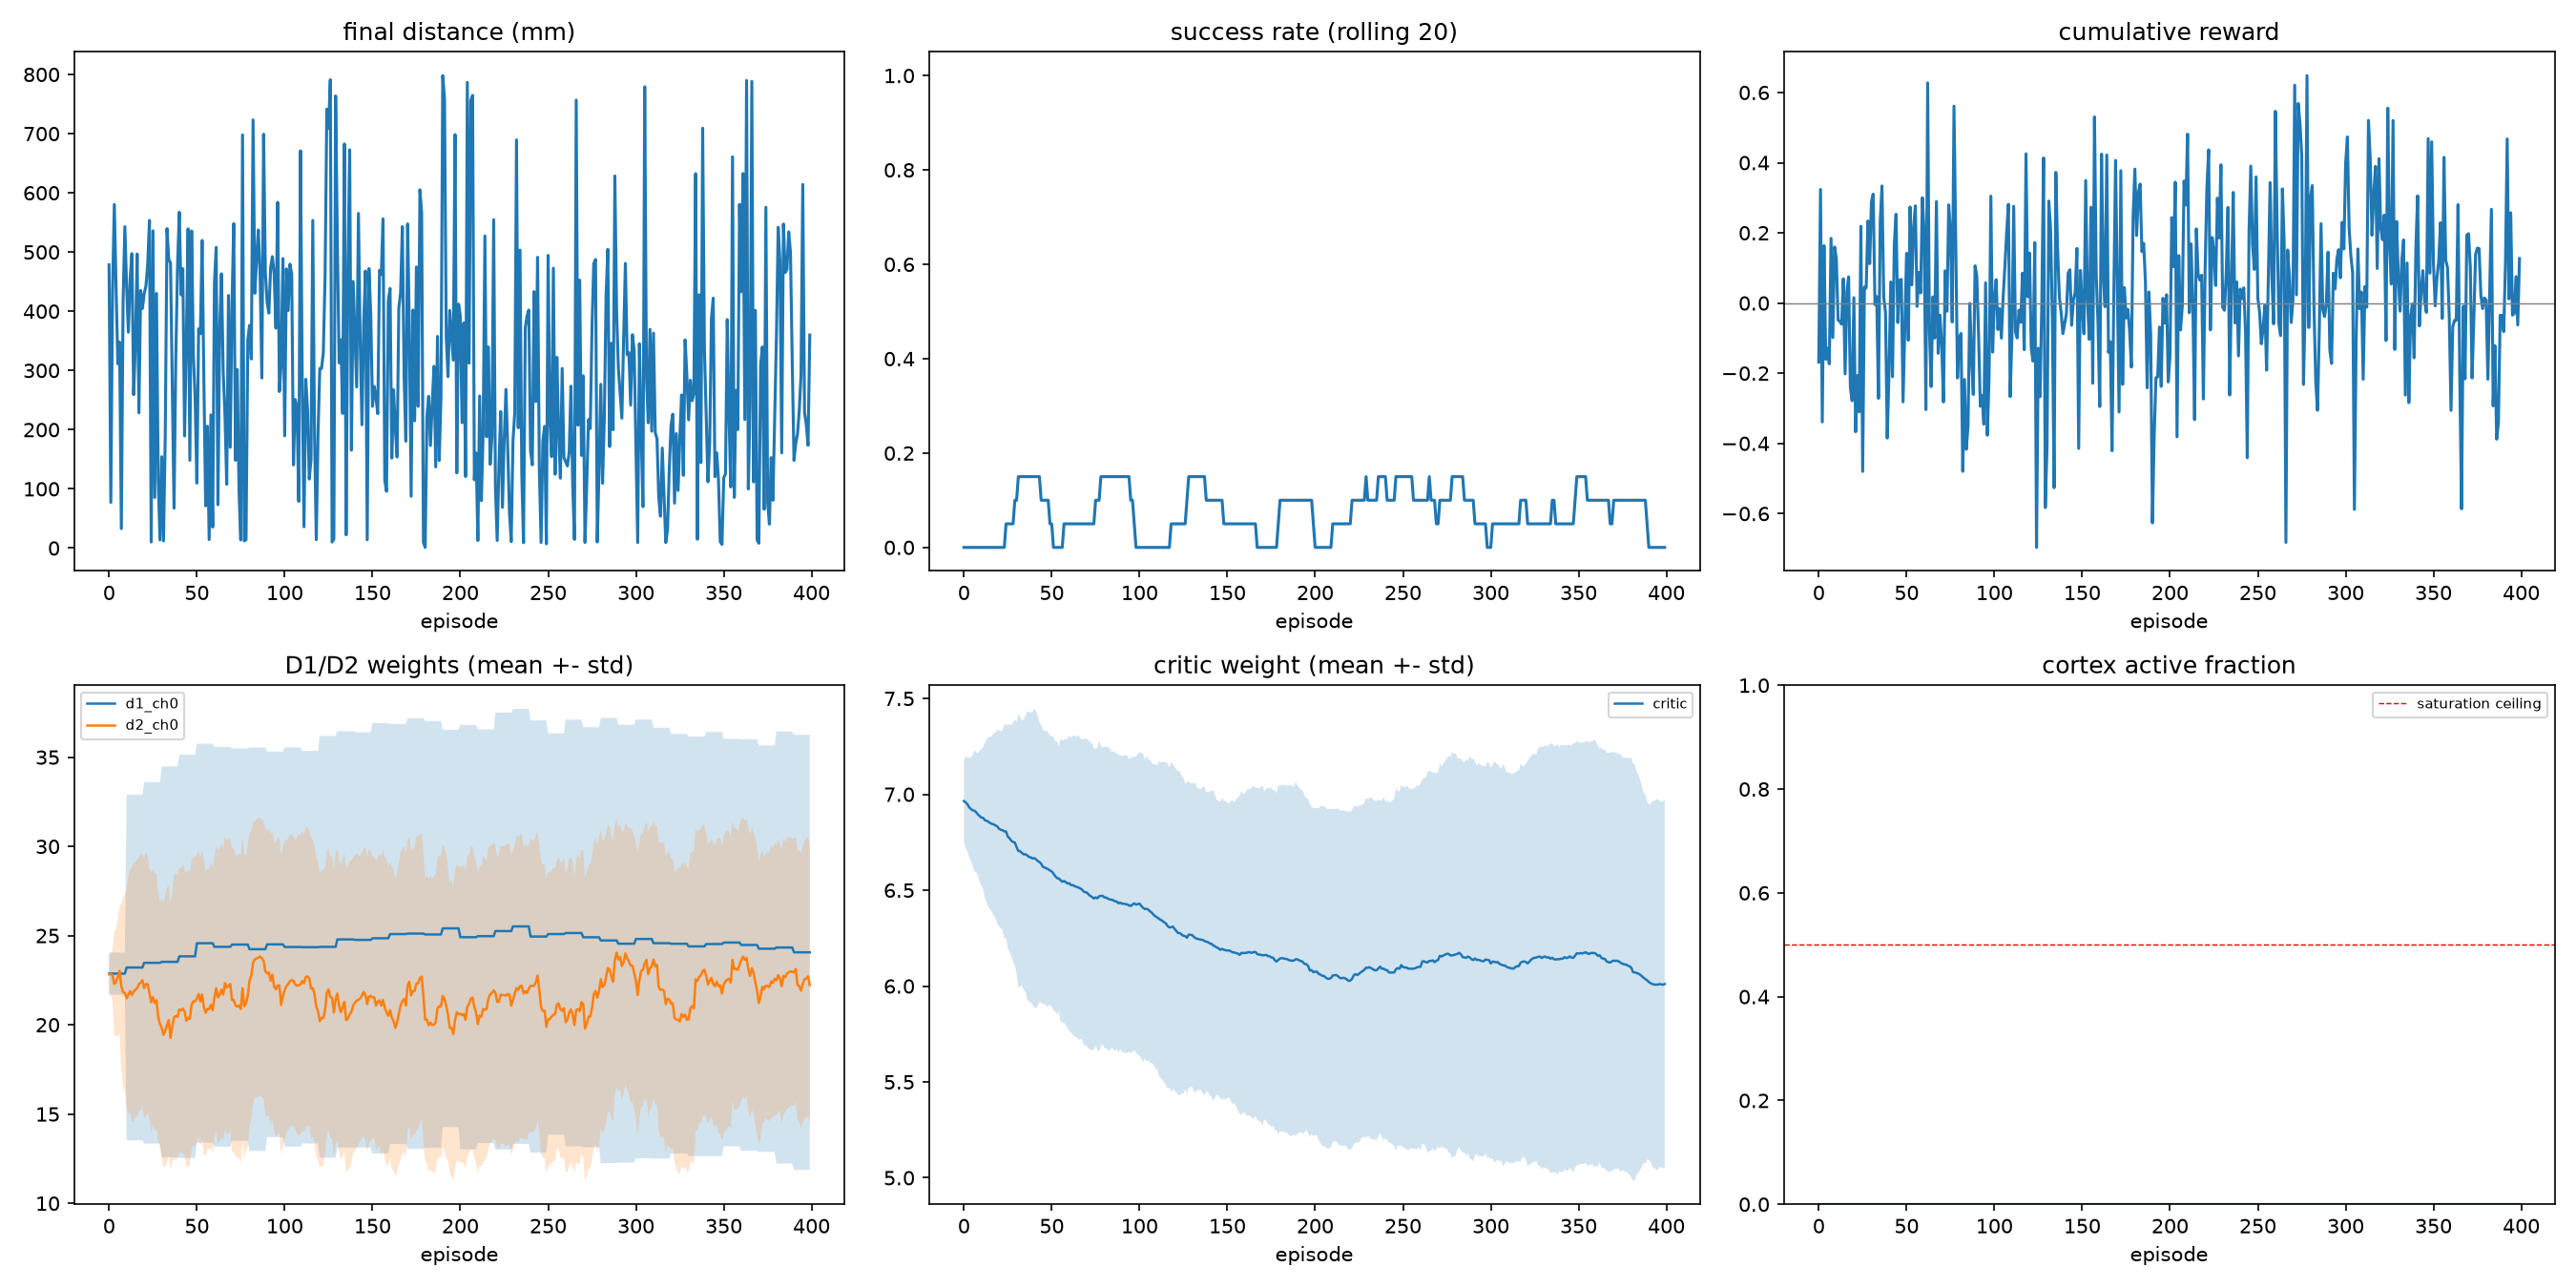 final distance (mm)
800
700
600
500
400
300
200
100
0
0 50 100 150 200 250 300 350 400
episode
success rate (rolling 20)
1.0
0.8
0.6
0.4
0.2
0.0
0 50 100 150 200 250 300 350 400
episode
cumulative reward
0.6
0.4
0.2
0.0
−0.2
−0.4
−0.6
0 50 100 150 200 250 300 350 400
episode
D1/D2 weights (mean +- std)
d1_ch0
d2_ch0
35
30
25
20
15
10
0 50 100 150 200 250 300 350 400
episode
critic weight (mean +- std)
critic
7.5
7.0
6.5
6.0
5.5
5.0
0 50 100 150 200 250 300 350 400
episode
cortex active fraction
saturation ceiling
1.0
0.8
0.6
0.4
0.2
0.0
0 50 100 150 200 250 300 350 400
episode